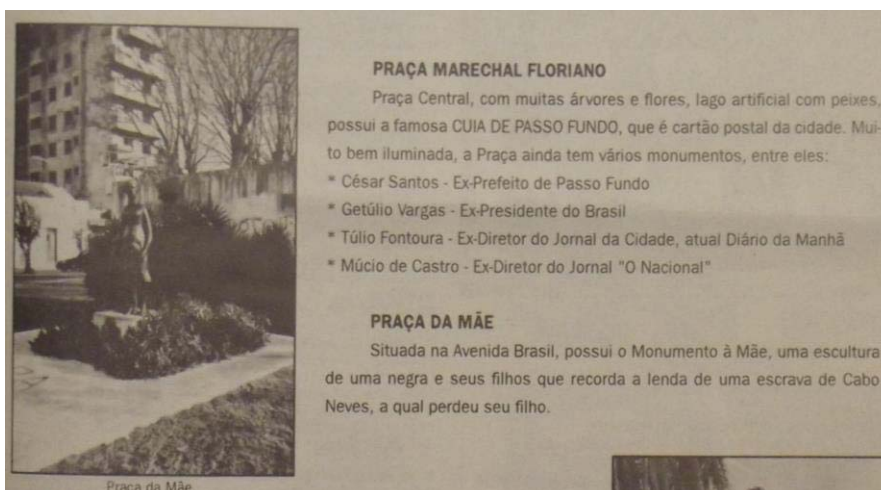 PRAÇA MARECHAL FLORIANO
Praça Central, com muitas árvores e flores, lago artificial com peixes,
possui a famosa CUIA DE PASSO FUNDO, que é cartão postal da cidade. Mui-
to bem iluminada, a Praça ainda tem vários monumentos, entre eles:
* César Santos - Ex-Prefeito de Passo Fundo
* Getúlio Vargas - Ex-Presidente do Brasil
* Túlio Fontoura - Ex-Diretor do Jornal da Cidade, atual Diário da Manhã
* Múcio de Castro - Ex-Diretor do Jornal "O Nacional"
PRAÇA DA MÃE
Situada na Avenida Brasil, possui o Monumento à Mãe, uma escultura
de uma negra e seus filhos que recorda a lenda de uma escrava de Cabo
Neves, a qual perdeu seu filho.
Praça da Mãe